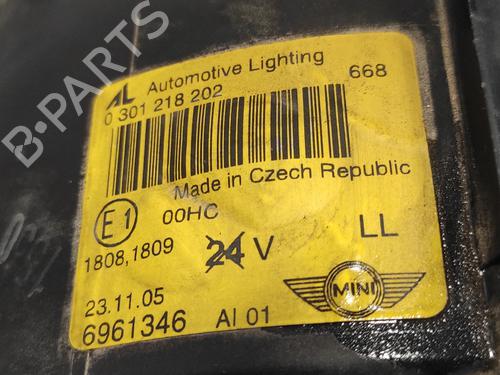 B-PARTS
AL Automotive Lighting
0 301 218 202 668
Made in Czech Republic
E1 00HC
1808,1809 24 V LL
23.11.05 MINI
6961346 AI 01